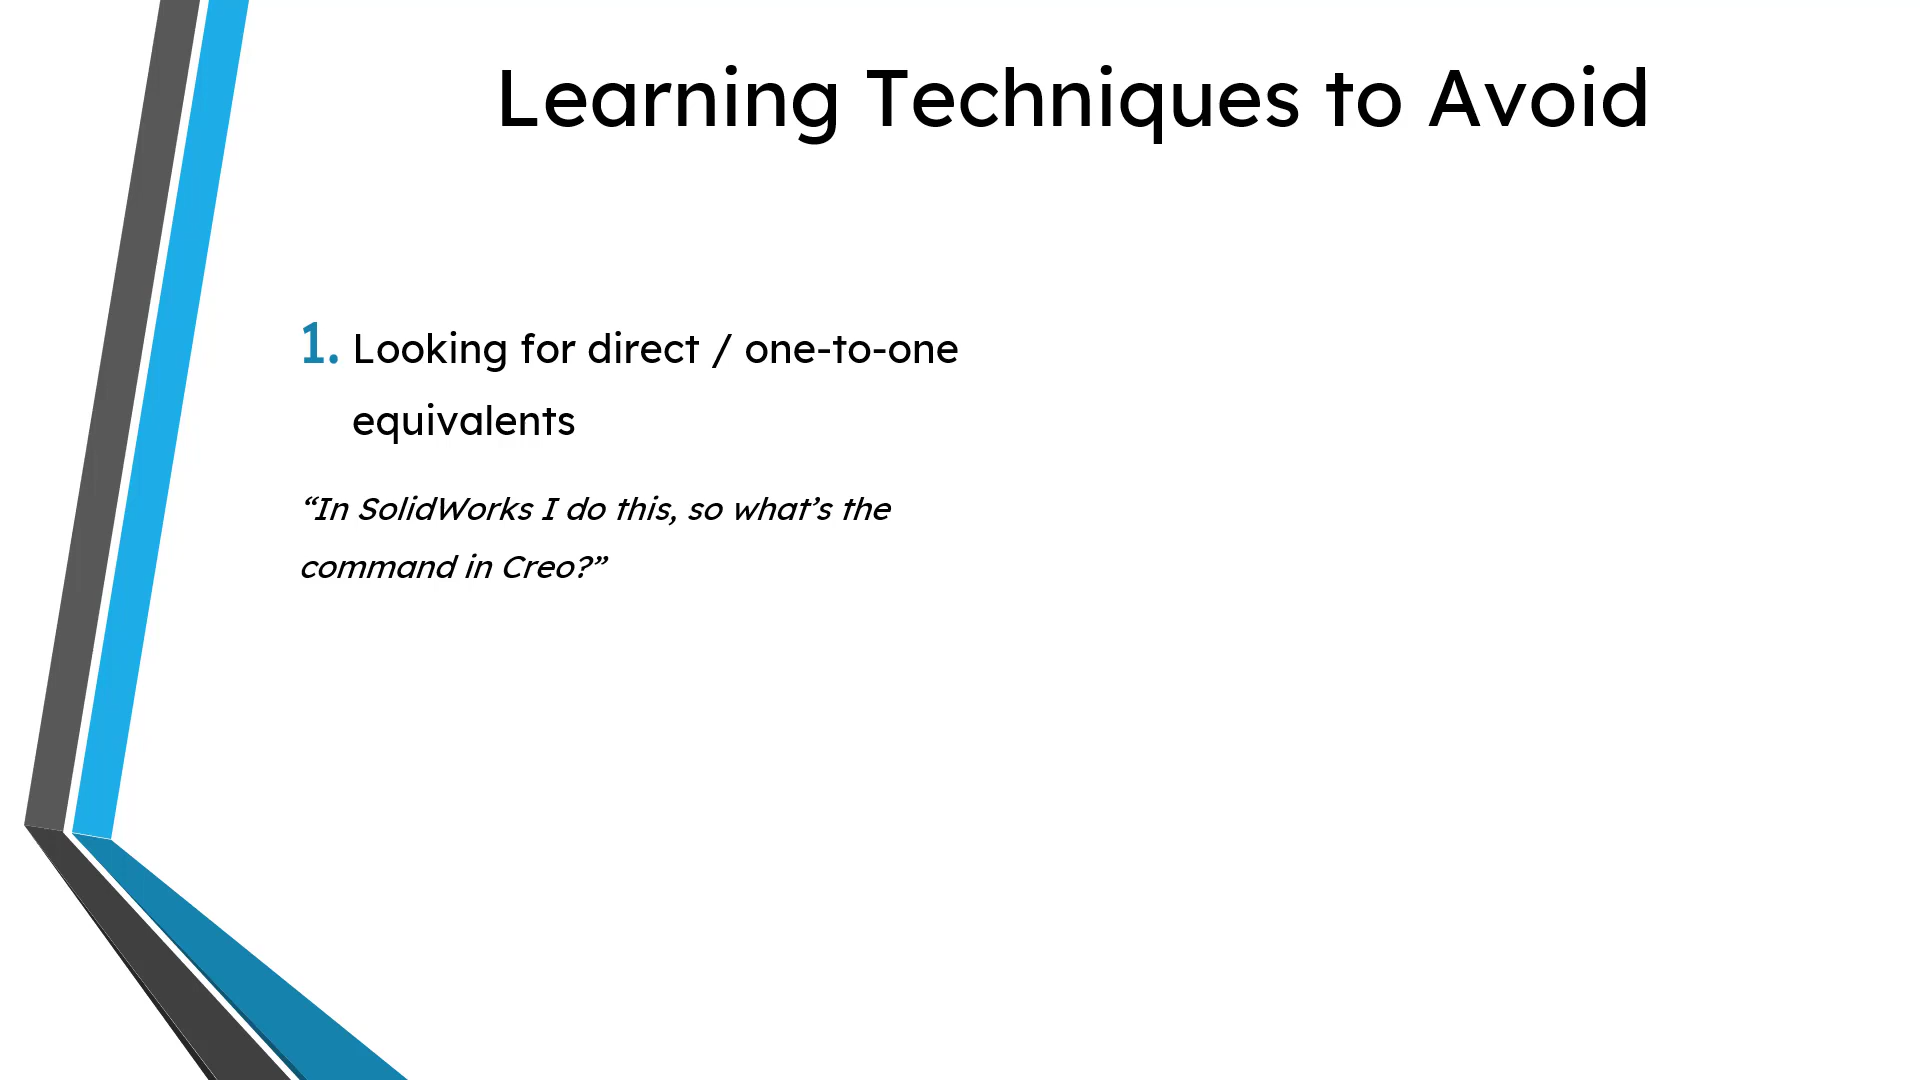 Learning Techniques to Avoid
1. Looking for direct / one-to-one
equivalents
“In SolidWorks I do this, so what’s the
command in Creo?”